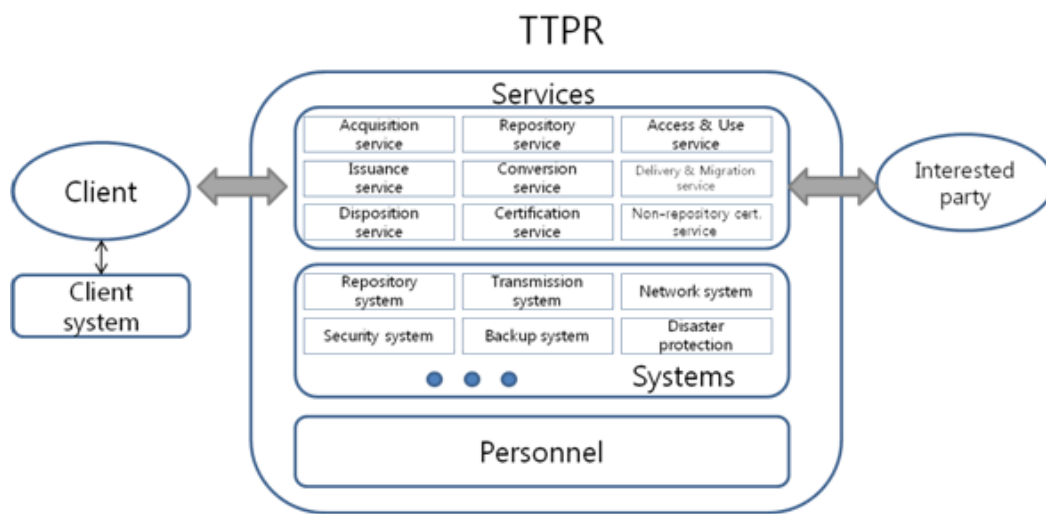 TTPR
Services
Acquisition
service
Repository
service
Access & Use
service
Issuance
service
Conversion
service
Delivery & Migration
service
Disposition
service
Certification
service
Non-repository cert.
service
Client
Interested
party
Client
system
Repository
system
Transmission
system
Network system
Security system
Backup system
Disaster
protection
Systems
Personnel